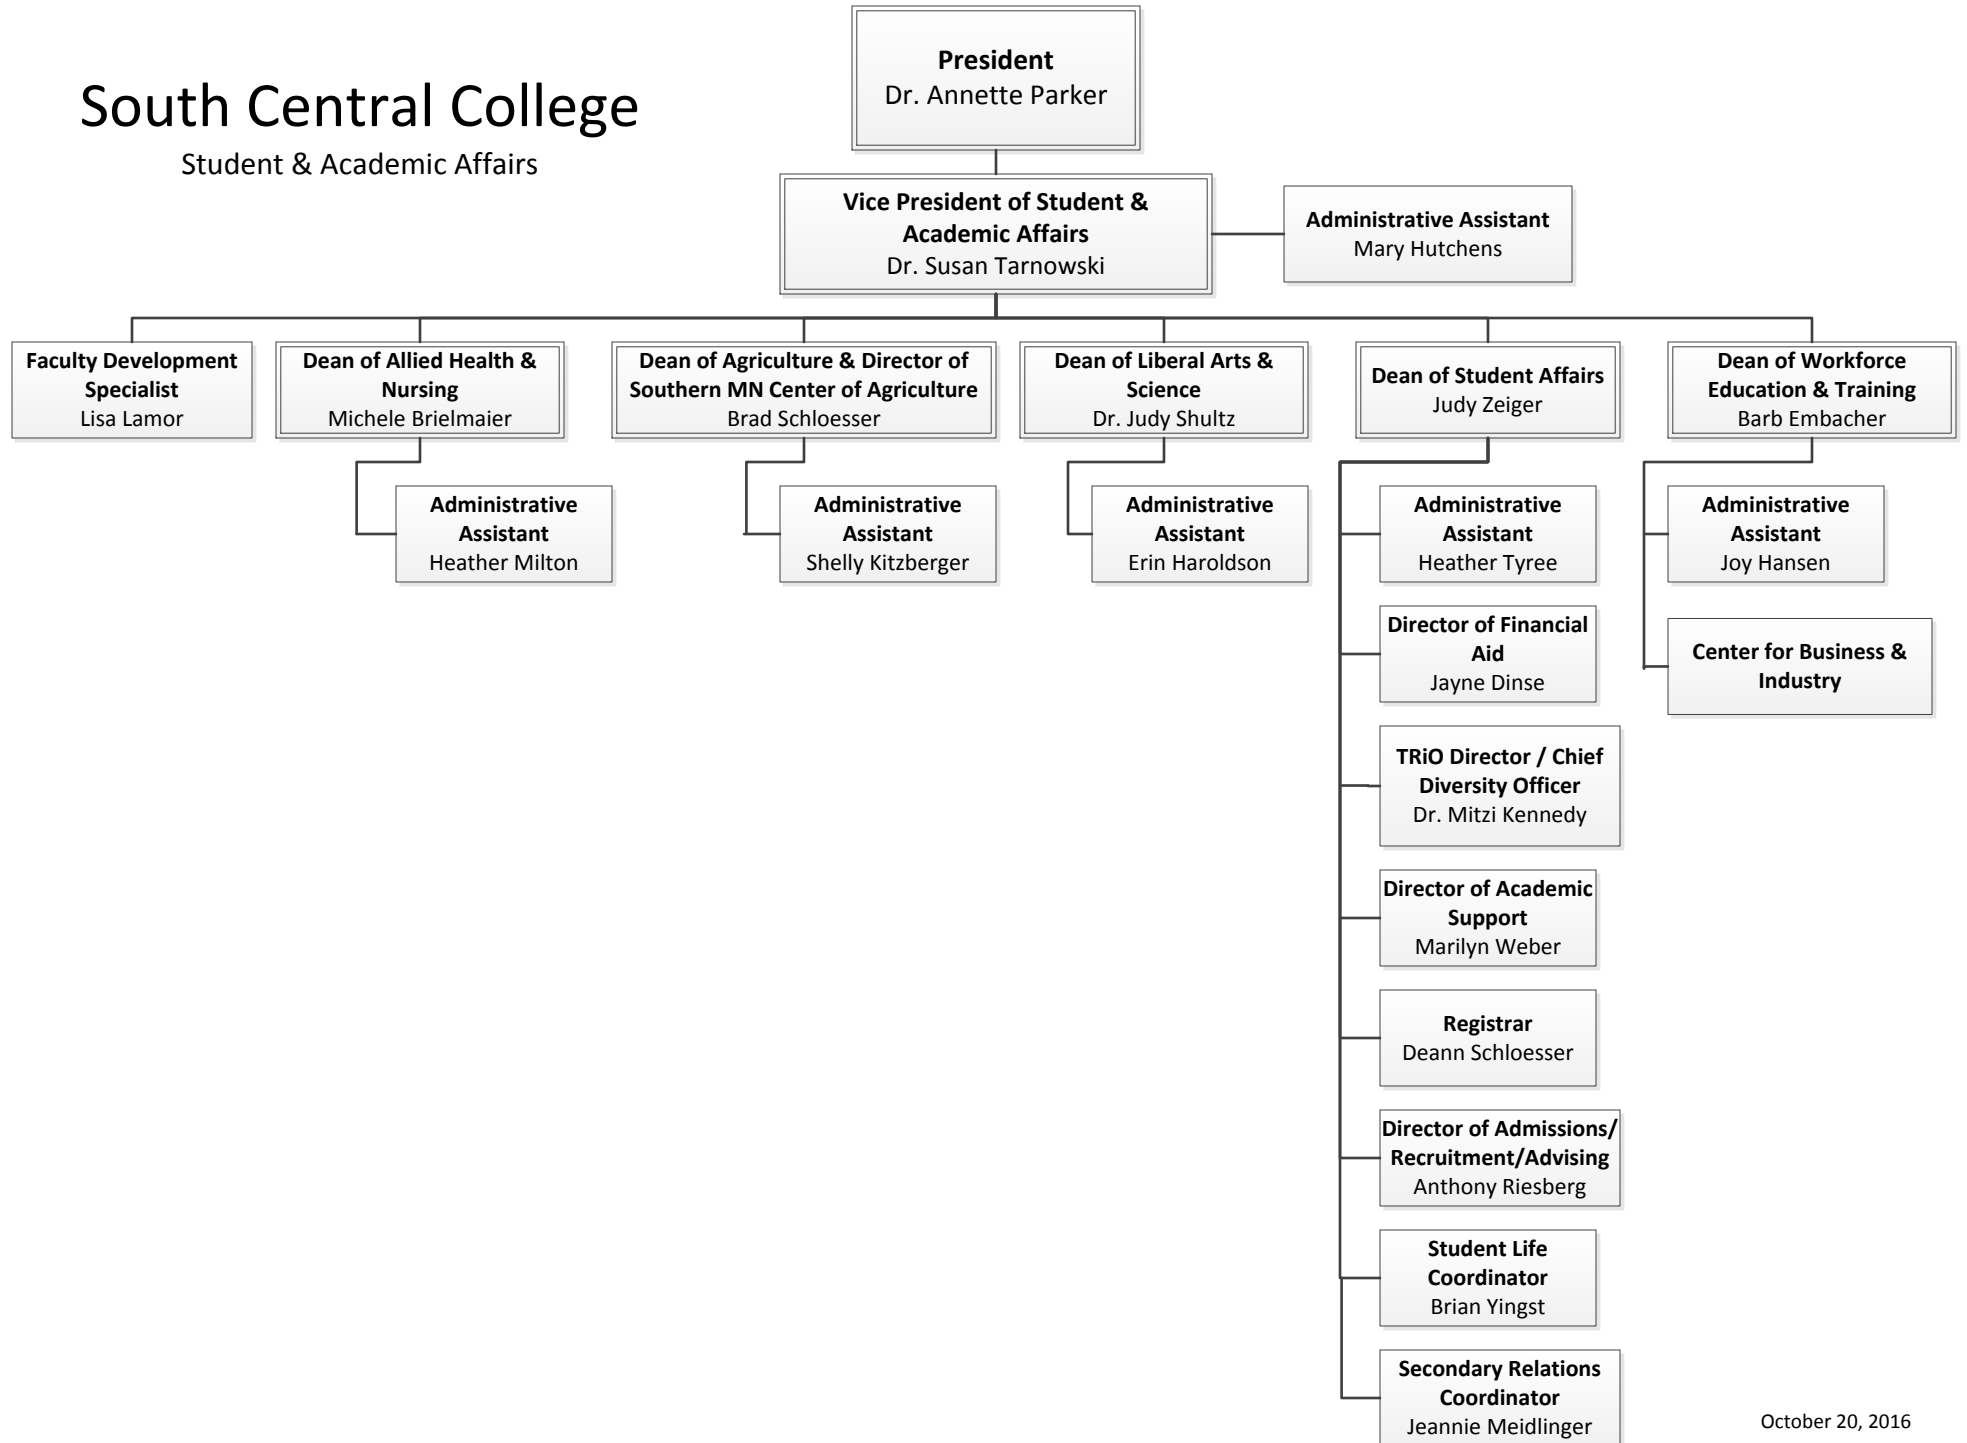 South Central College
Student & Academic Affairs
President
Dr. Annette Parker
Vice President of Student &
Academic Affairs
Dr. Susan Tarnowski
Administrative Assistant
Mary Hutchens
Faculty Development
Specialist
Lisa Lamor
Dean of Allied Health &
Nursing
Michele Brielmaier
Dean of Agriculture & Director of
Southern MN Center of Agriculture
Brad Schloesser
Dean of Liberal Arts &
Science
Dr. Judy Shultz
Dean of Student Affairs
Judy Zeiger
Dean of Workforce
Education & Training
Barb Embacher
Administrative
Assistant
Heather Milton
Administrative
Assistant
Shelly Kitzberger
Administrative
Assistant
Erin Haroldson
Administrative
Assistant
Heather Tyree
Administrative
Assistant
Joy Hansen
Director of Financial
Aid
Jayne Dinse
Center for Business &
Industry
TRiO Director / Chief
Diversity Officer
Dr. Mitzi Kennedy
Director of Academic
Support
Marilyn Weber
Registrar
Deann Schloesser
Director of Admissions/
Recruitment/Advising
Anthony Riesberg
Student Life
Coordinator
Brian Yingst
Secondary Relations
Coordinator
Jeannie Meidlinger
October 20, 2016